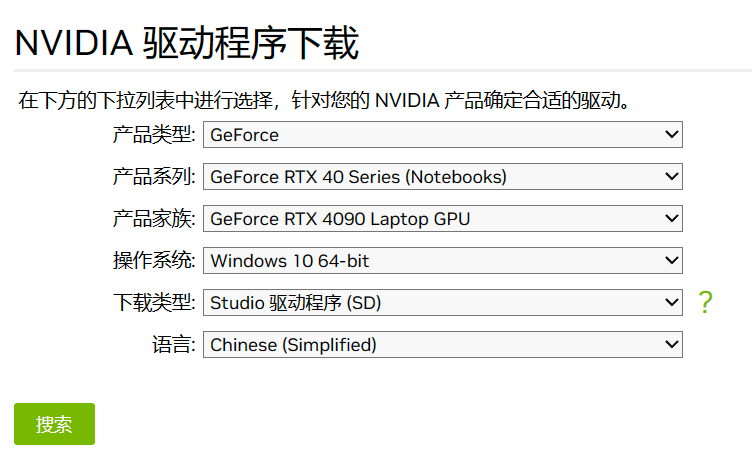 NVIDIA 驱动程序下载
在下方的下拉列表中进行选择，针对您的 NVIDIA 产品确定合适的驱动。
产品类型: GeForce
产品系列: GeForce RTX 40 Series (Notebooks)
产品家族: GeForce RTX 4090 Laptop GPU
操作系统: Windows 10 64-bit
下载类型: Studio 驱动程序 (SD) ?
语言: Chinese (Simplified)
搜索